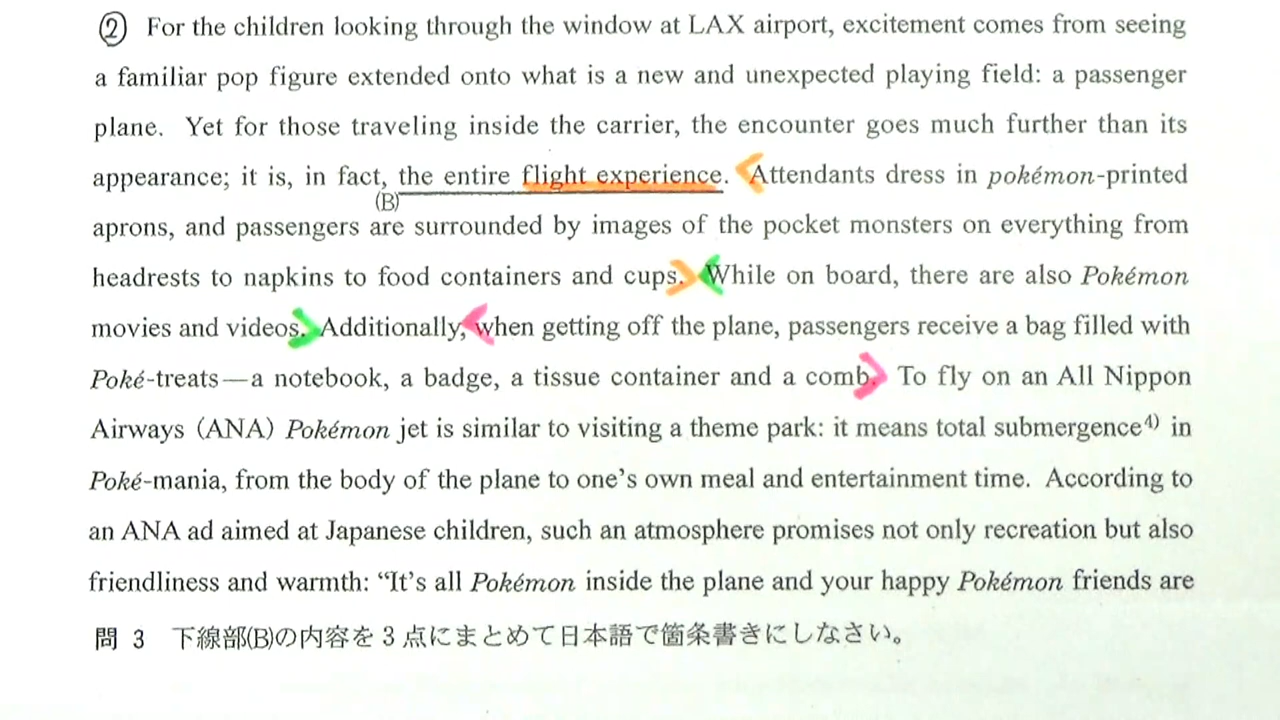 ② For the children looking through the window at LAX airport, excitement comes from seeing
a familiar pop figure extended onto what is a new and unexpected playing field: a passenger
plane. Yet for those traveling inside the carrier, the encounter goes much further than its
appearance; it is, in fact, the entire flight experience. Attendants dress in pokémon-printed
(B)
aprons, and passengers are surrounded by images of the pocket monsters on everything from
headrests to napkins to food containers and cups. While on board, there are also Pokémon
movies and videos. Additionally, when getting off the plane, passengers receive a bag filled with
Poké-treats—a notebook, a badge, a tissue container and a comb. To fly on an All Nippon
Airways (ANA) Pokémon jet is similar to visiting a theme park: it means total submergence4) in
Poké-mania, from the body of the plane to one's own meal and entertainment time. According to
an ANA ad aimed at Japanese children, such an atmosphere promises not only recreation but also
friendliness and warmth: “It's all Pokémon inside the plane and your happy Pokémon friends are
問 3 下線部(B)の内容を3点にまとめて日本語で箇条書きにしなさい。